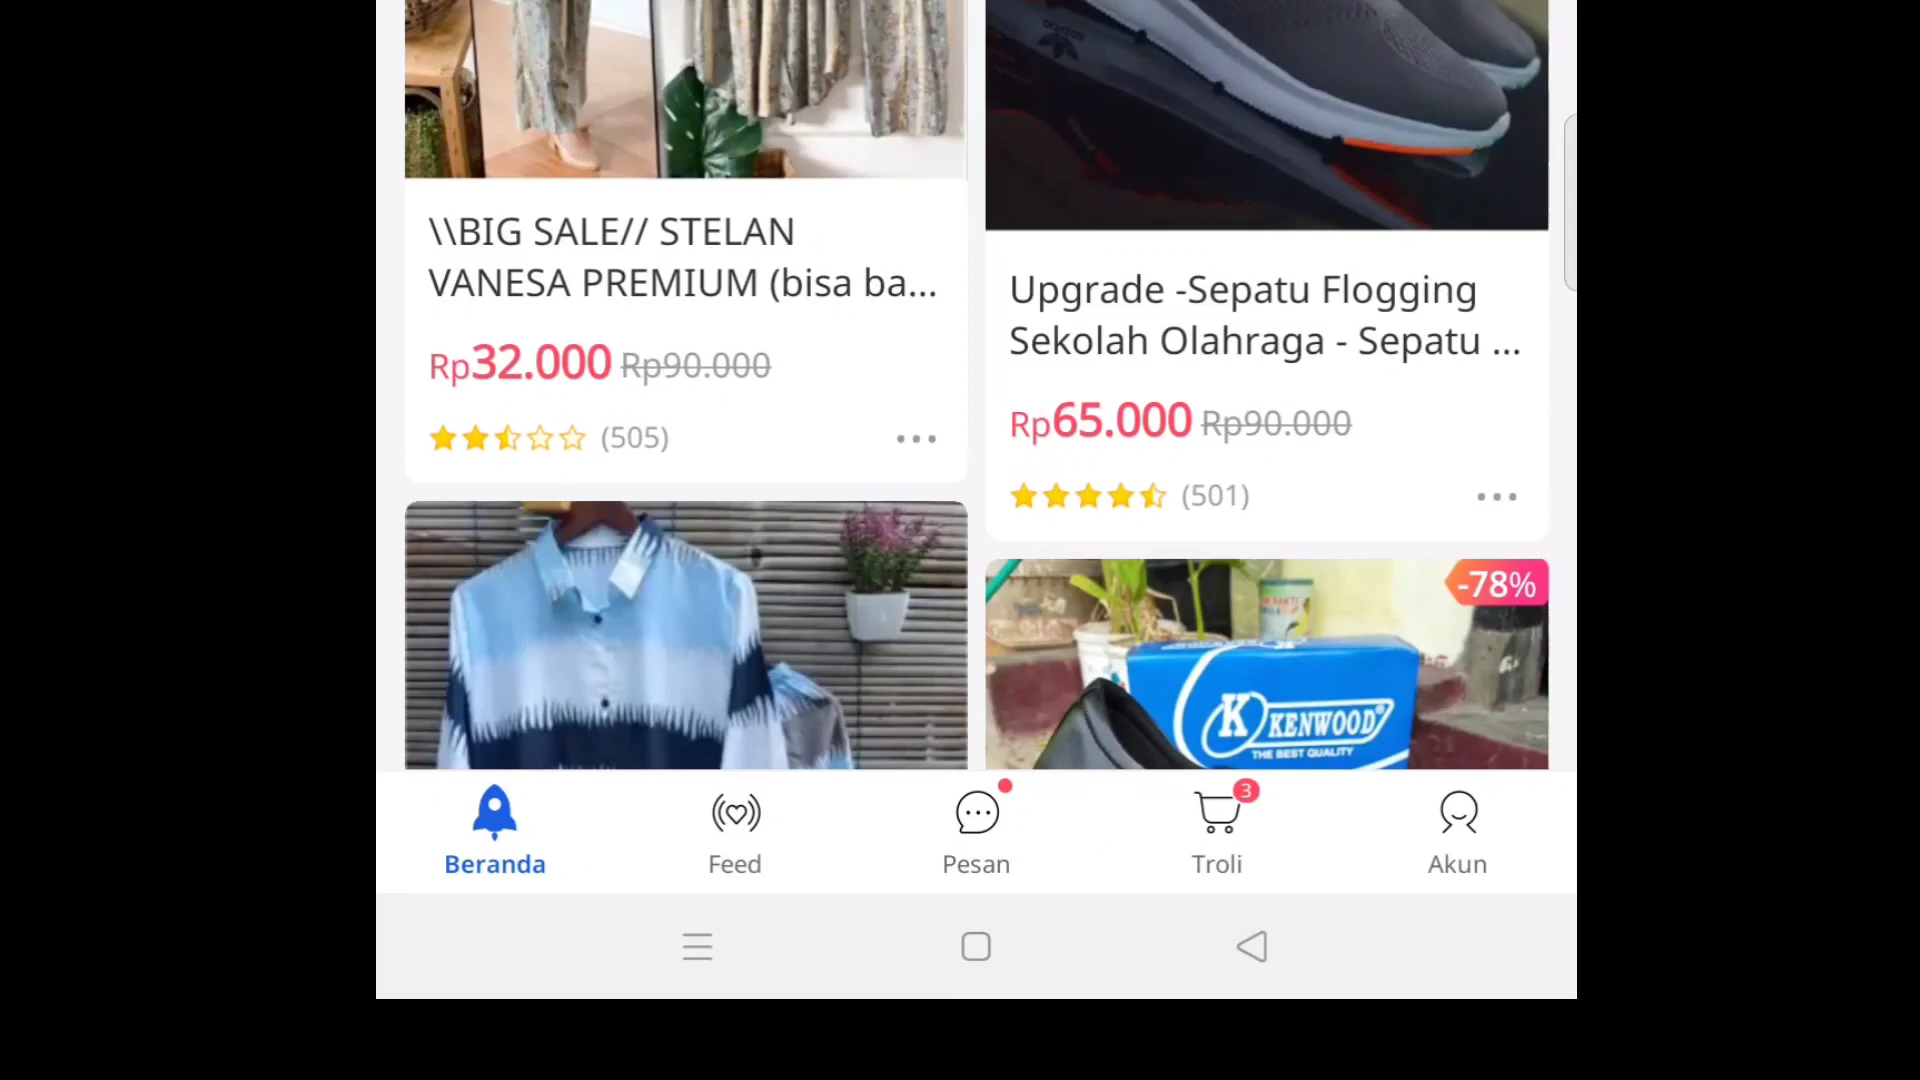 \\BIG SALE// STELAN
VANESA PREMIUM (bisa ba...
Rp32.000 Rp90.000
(505)
adidas
Upgrade -Sepatu Flogging
Sekolah Olahraga - Sepatu ...
Rp65.000 Rp90.000
(501)
-78%
K KENWOOD®
THE BEST QUALITY
3
Beranda
Feed
Pesan
Troli
Akun